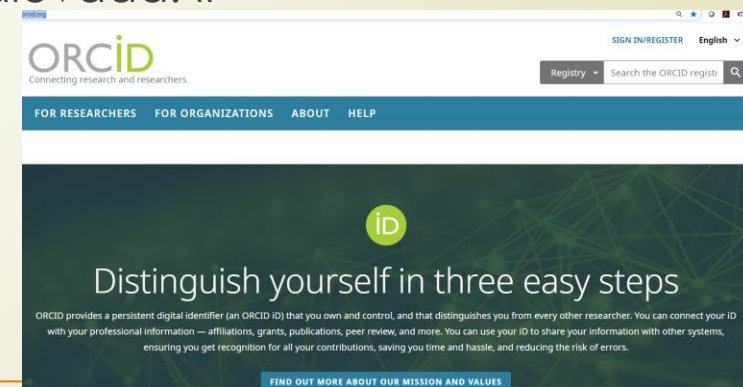 orcid.org
SIGN IN/REGISTER English
ORCID
Connecting research and researchers
Registry Search the ORCID registr
FOR RESEARCHERS FOR ORGANIZATIONS ABOUT HELP
iD
Distinguish yourself in three easy steps
ORCID provides a persistent digital identifier (an ORCID iD) that you own and control, and that distinguishes you from every other researcher. You can connect your iD
with your professional information — affiliations, grants, publications, peer review, and more. You can use your iD to share your information with other systems,
ensuring you get recognition for all your contributions, saving you time and hassle, and reducing the risk of errors.
FIND OUT MORE ABOUT OUR MISSION AND VALUES